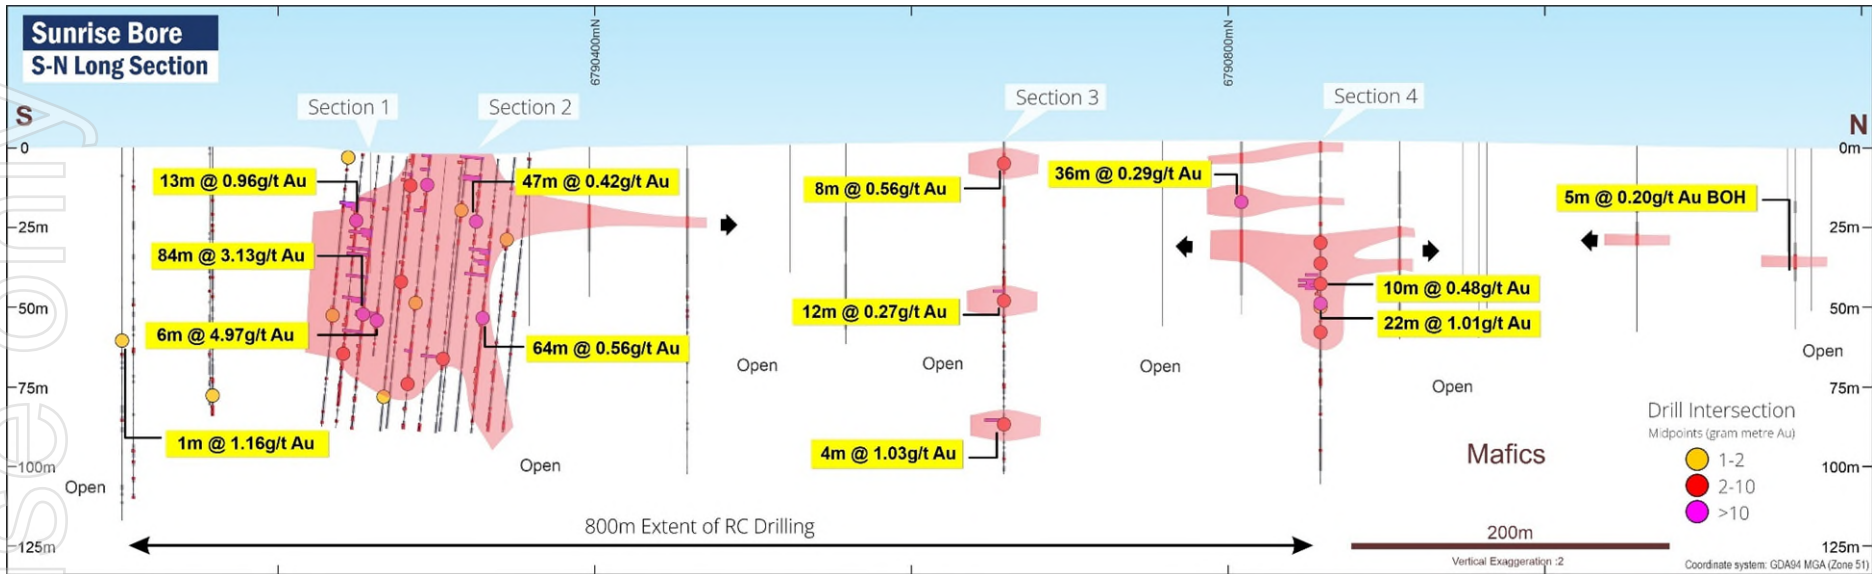 Sunrise Bore
S-N Long Section
6790400mN
6790800mN
Section 1
Section 2
Section 3
Section 4
S
N
0
0m
13m @ 0.96g/t Au
47m @ 0.42g/t Au
8m @ 0.56g/t Au
36m @ 0.29g/t Au
5m @ 0.20g/t Au BOH
25m
25m
84m @ 3.13g/t Au
10m @ 0.48g/t Au
50m
50m
12m @ 0.27g/t Au
22m @ 1.01g/t Au
6m @ 4.97g/t Au
64m @ 0.56g/t Au
Open
Open
Open
Open
Open
75m
75m
1m @ 1.16g/t Au
4m @ 1.03g/t Au
Mafics
Drill Intersection
Midpoints (gram metre Au)
1-2
2-10
>10
100m
100m
Open
Open
800m Extent of RC Drilling
200m
125m
125m
Vertical Exaggeration :2
Coordinate system: GDA94 MGA (Zone 51)
se only